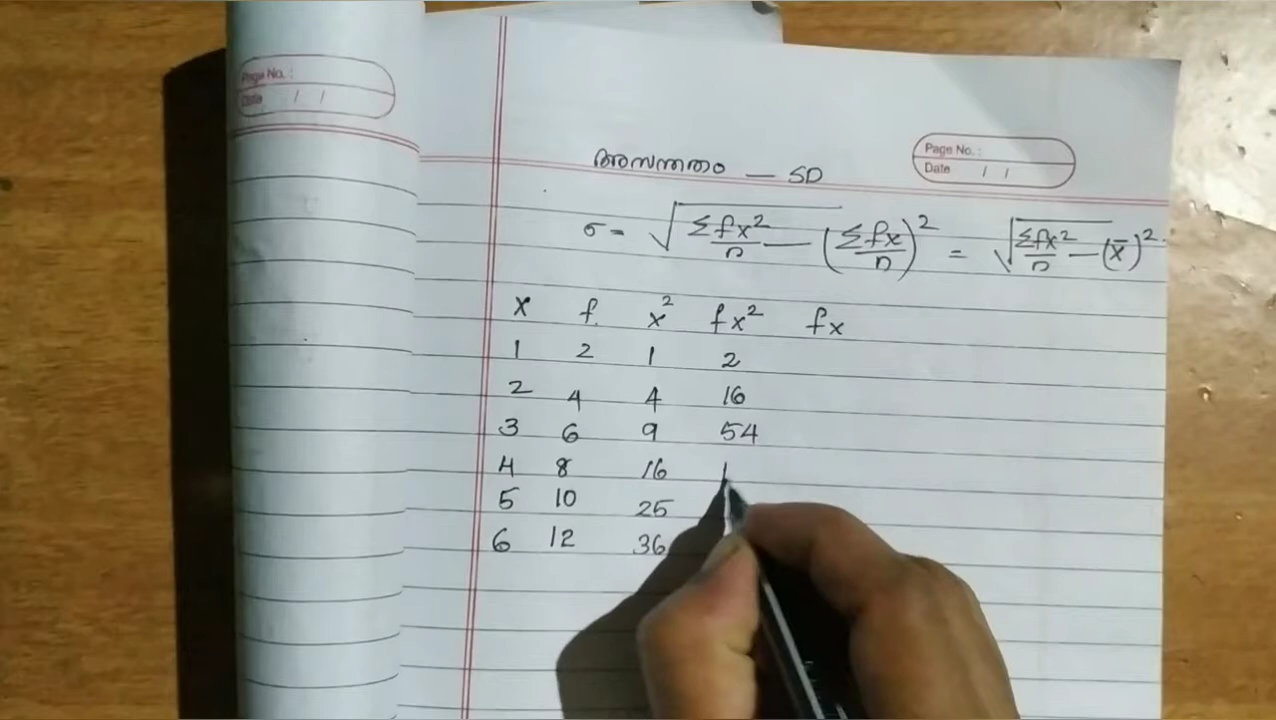 Page No. :
Date / /
Page No. :
Date / /
അസന്തതം — SD
σ = √(Σfx²/n — (Σfx/n)²) = √(Σfx²/n — (x̄)²)
x f. x² fx² fx
1 2 1 2
2 4 4 16
3 6 9 54
4 8 16 1
5 10 25
6 12 36